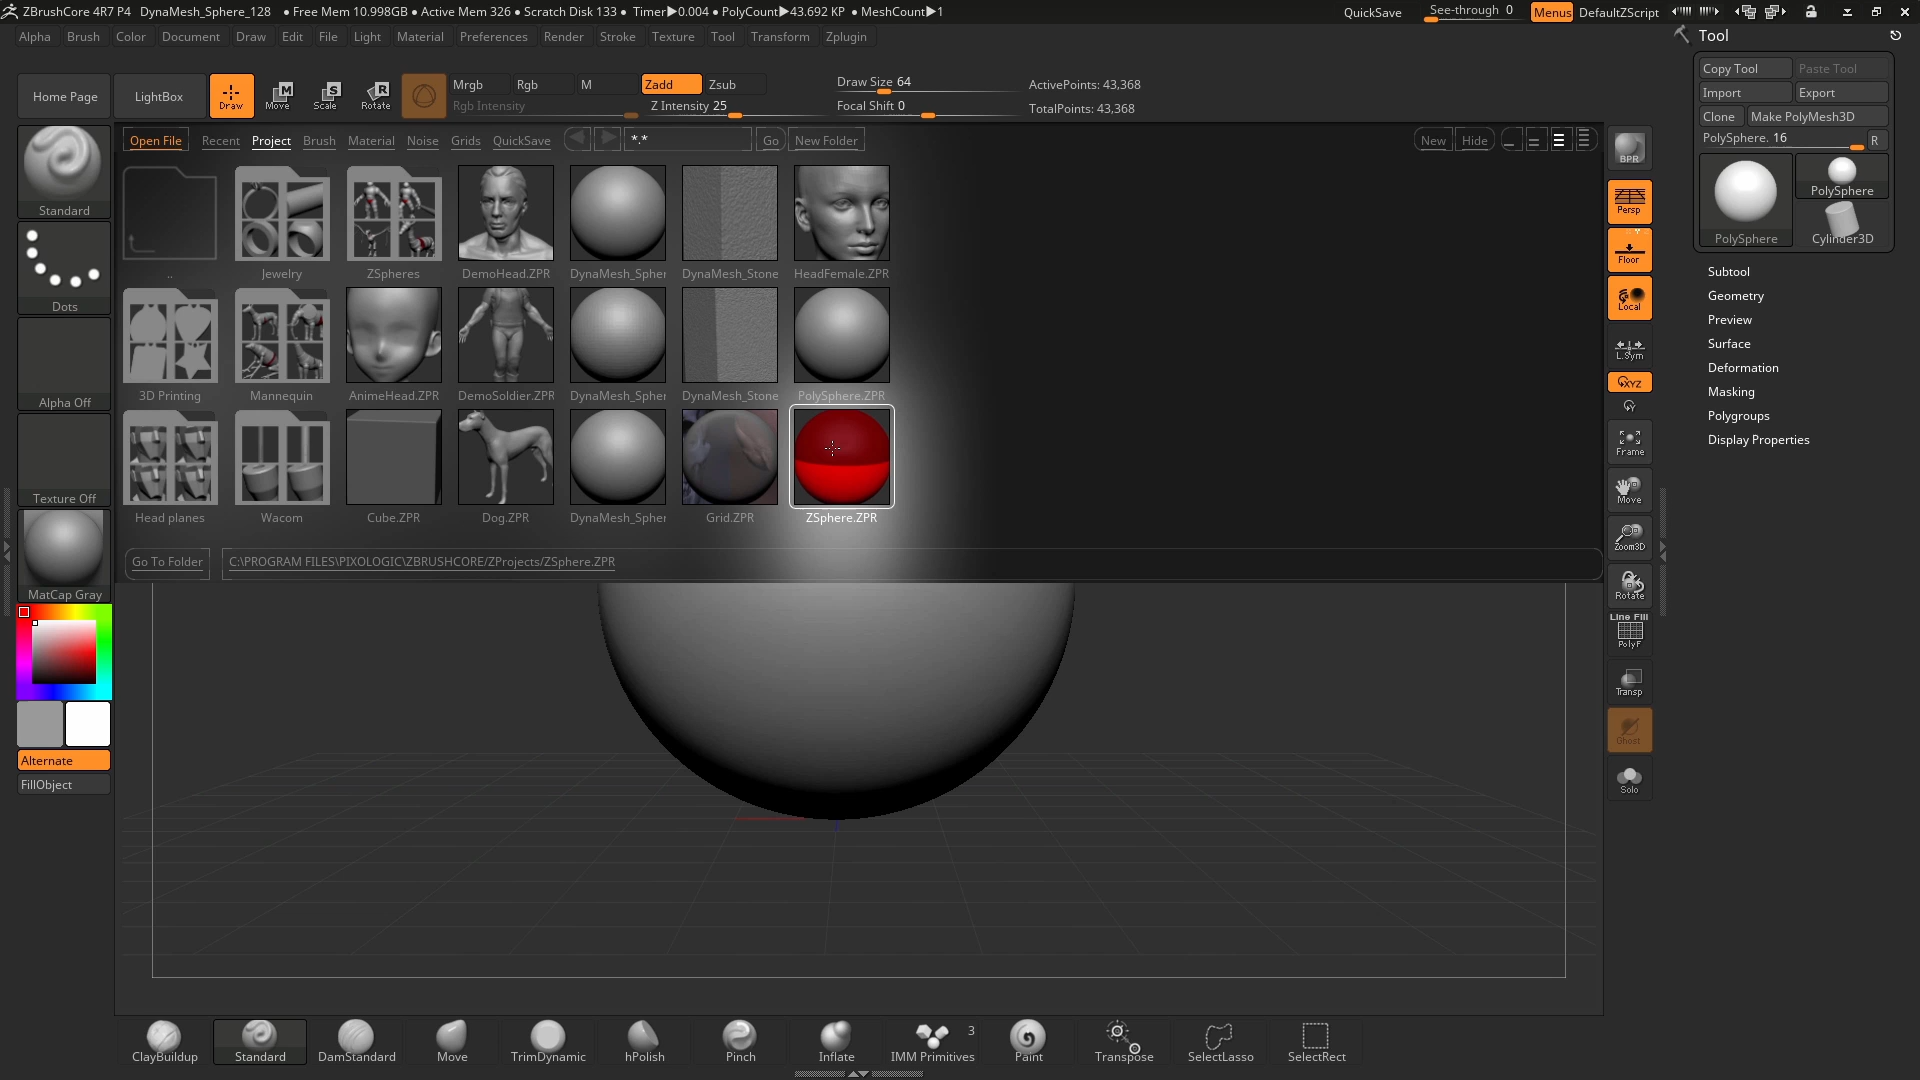 ZBrushCore 4R7 P4 DynaMesh_Sphere_128 • Free Mem 10.998GB • Active Mem 326 • Scratch Disk 133 • Timer▶0.004 • PolyCount▶43.692 KP • MeshCount▶1 QuickSave See-through 0 Menus DefaultZScript
Alpha Brush Color Document Draw Edit File Light Material Preferences Render Stroke Texture Tool Transform Zplugin
Tool
Copy Tool Paste Tool
Import Export
Clone Make PolyMesh3D
PolySphere. 16 R
PolySphere
PolySphere Cylinder3D
Subtool
Geometry
Preview
Surface
Deformation
Masking
Polygroups
Display Properties
Home Page LightBox Draw Move Scale Rotate
Mrgb Rgb M Zadd Zsub
Rgb Intensity Z Intensity 25
Draw Size 64
Focal Shift 0
ActivePoints: 43,368
TotalPoints: 43,368
Open File Recent Project Brush Material Noise Grids QuickSave *.* Go New Folder New Hide
.. Jewelry ZSpheres DemoHead.ZPR DynaMesh_Spher DynaMesh_Stone HeadFemale.ZPR
3D Printing Mannequin AnimeHead.ZPR DemoSoldier.ZPR DynaMesh_Spher DynaMesh_Stone PolySphere.ZPR
Head planes Wacom Cube.ZPR Dog.ZPR DynaMesh_Spher Grid.ZPR ZSphere.ZPR
Go To Folder C:\PROGRAM FILES\PIXOLOGIC\ZBRUSHCORE/ZProjects/ZSphere.ZPR
Standard
Dots
Alpha Off
Texture Off
MatCap Gray
Alternate
FillObject
BPR
Persp
Floor
Local
L.Sym
XYZ
Y
Frame
Move
Zoom3D
Rotate
Line Fill
PolyF
Transp
Ghost
Solo
ClayBuildup Standard DamStandard Move TrimDynamic hPolish Pinch Inflate IMM Primitives 3 Paint Transpose SelectLasso SelectRect